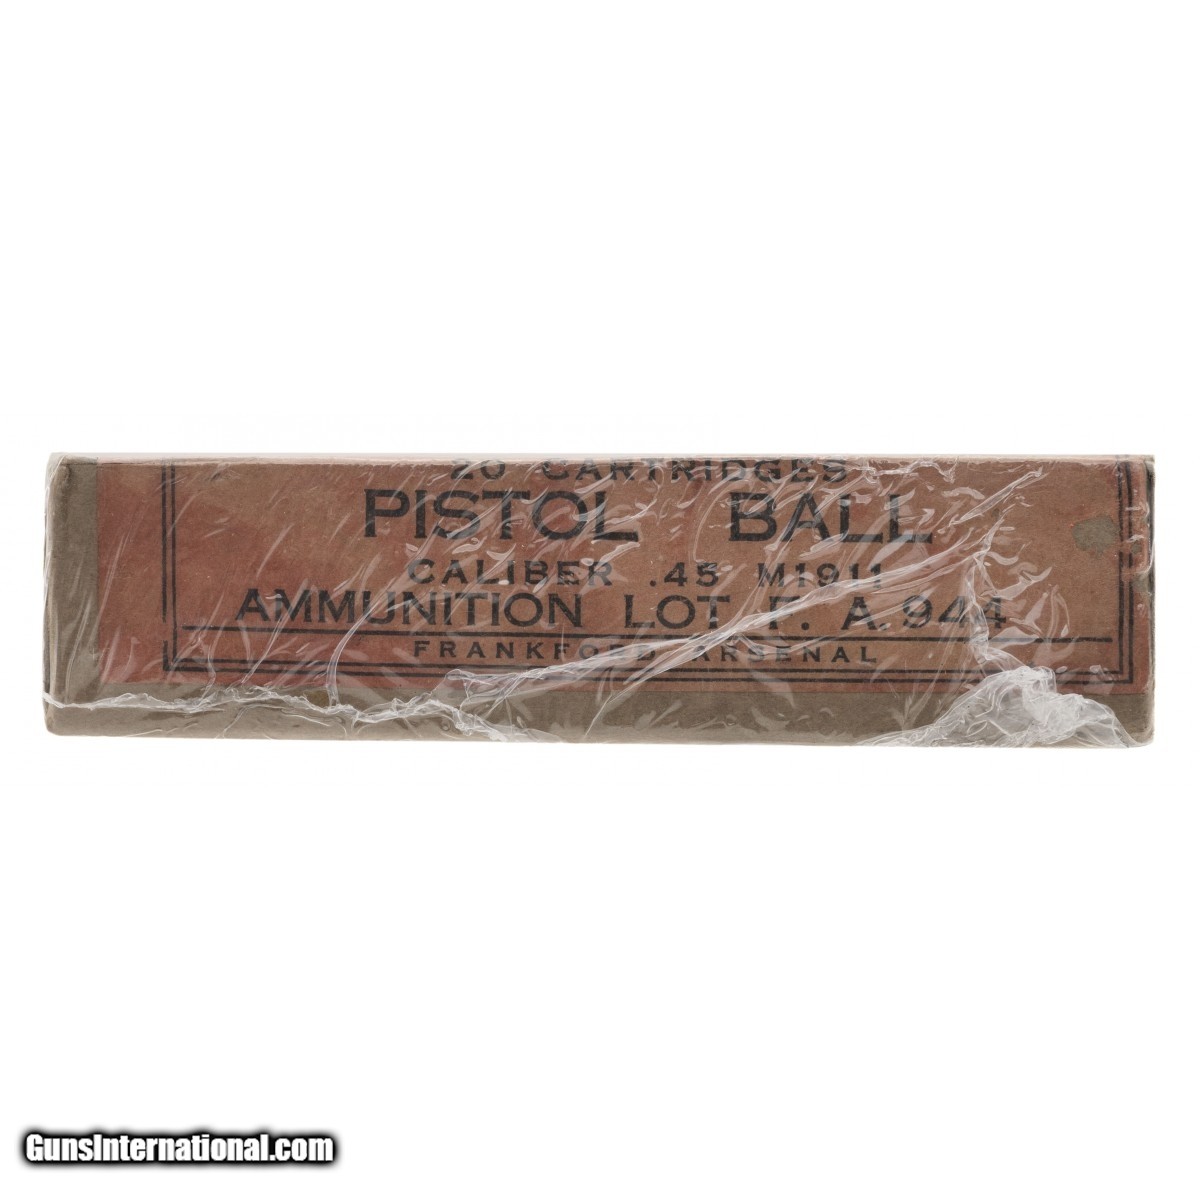 20 CARTRIDGES
PISTOL BALL
CALIBER .45 M1911
AMMUNITION LOT F. A. 944
FRANKFORD ARSENAL
GunsInternational.com